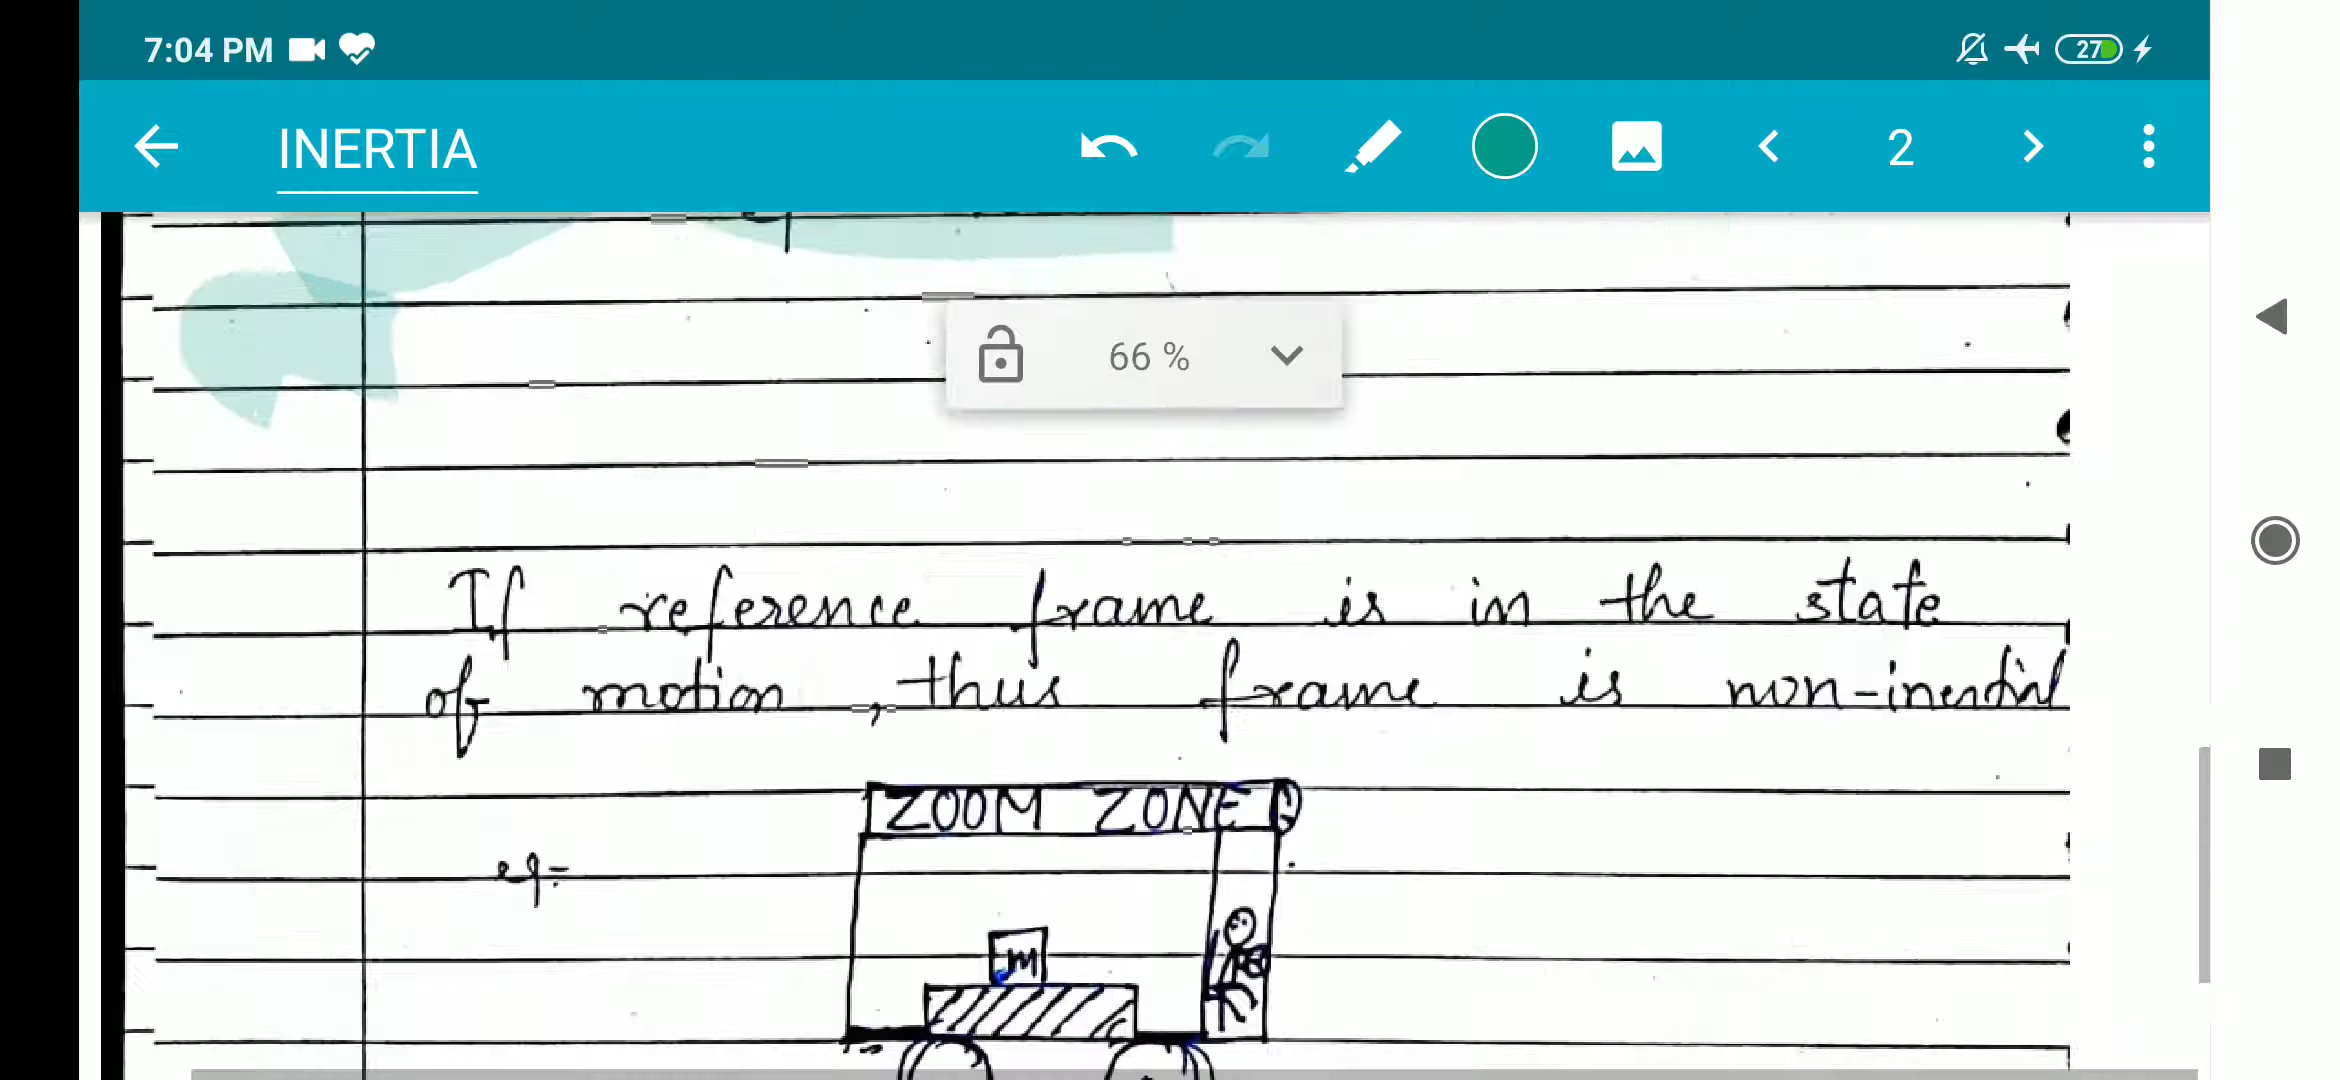 7:04 PM
27
INERTIA
2
66 %
If reference frame is in the state
of motion, thus frame is non-inertial
ZOOM ZONE
eg:-
m